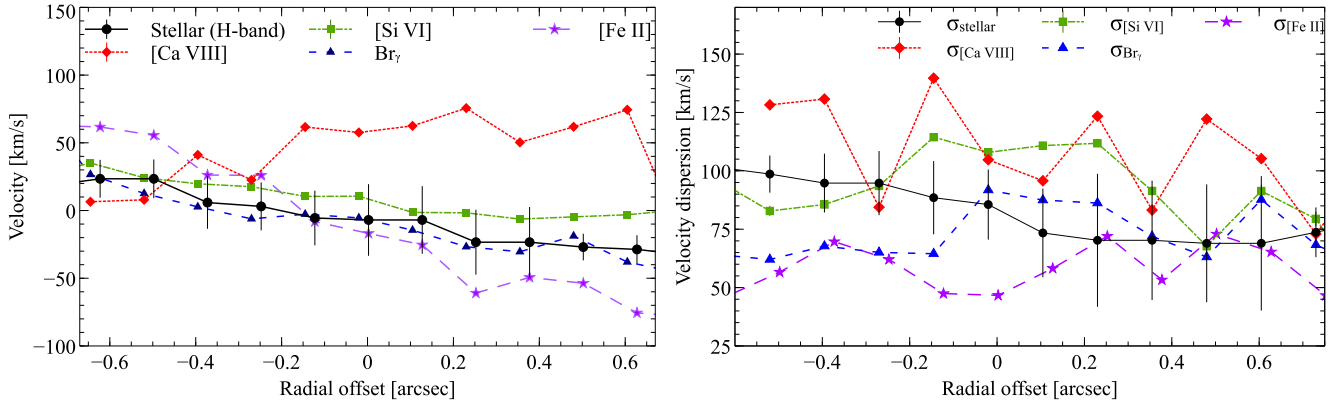 150
100
50
0
−50
−100
Velocity [km/s]
Stellar (H-band)
[Si VI]
[Fe II]
[Ca VIII]
Brγ
−0.6
−0.4
−0.2
0
0.2
0.4
0.6
Radial offset [arcsec]
150
125
100
75
50
25
Velocity dispersion [km/s]
σstellar
σ[Si VI]
σ[Fe II]
σ[Ca VIII]
σBrγ
−0.4
−0.2
0
0.2
0.4
0.6
Radial offset [arcsec]